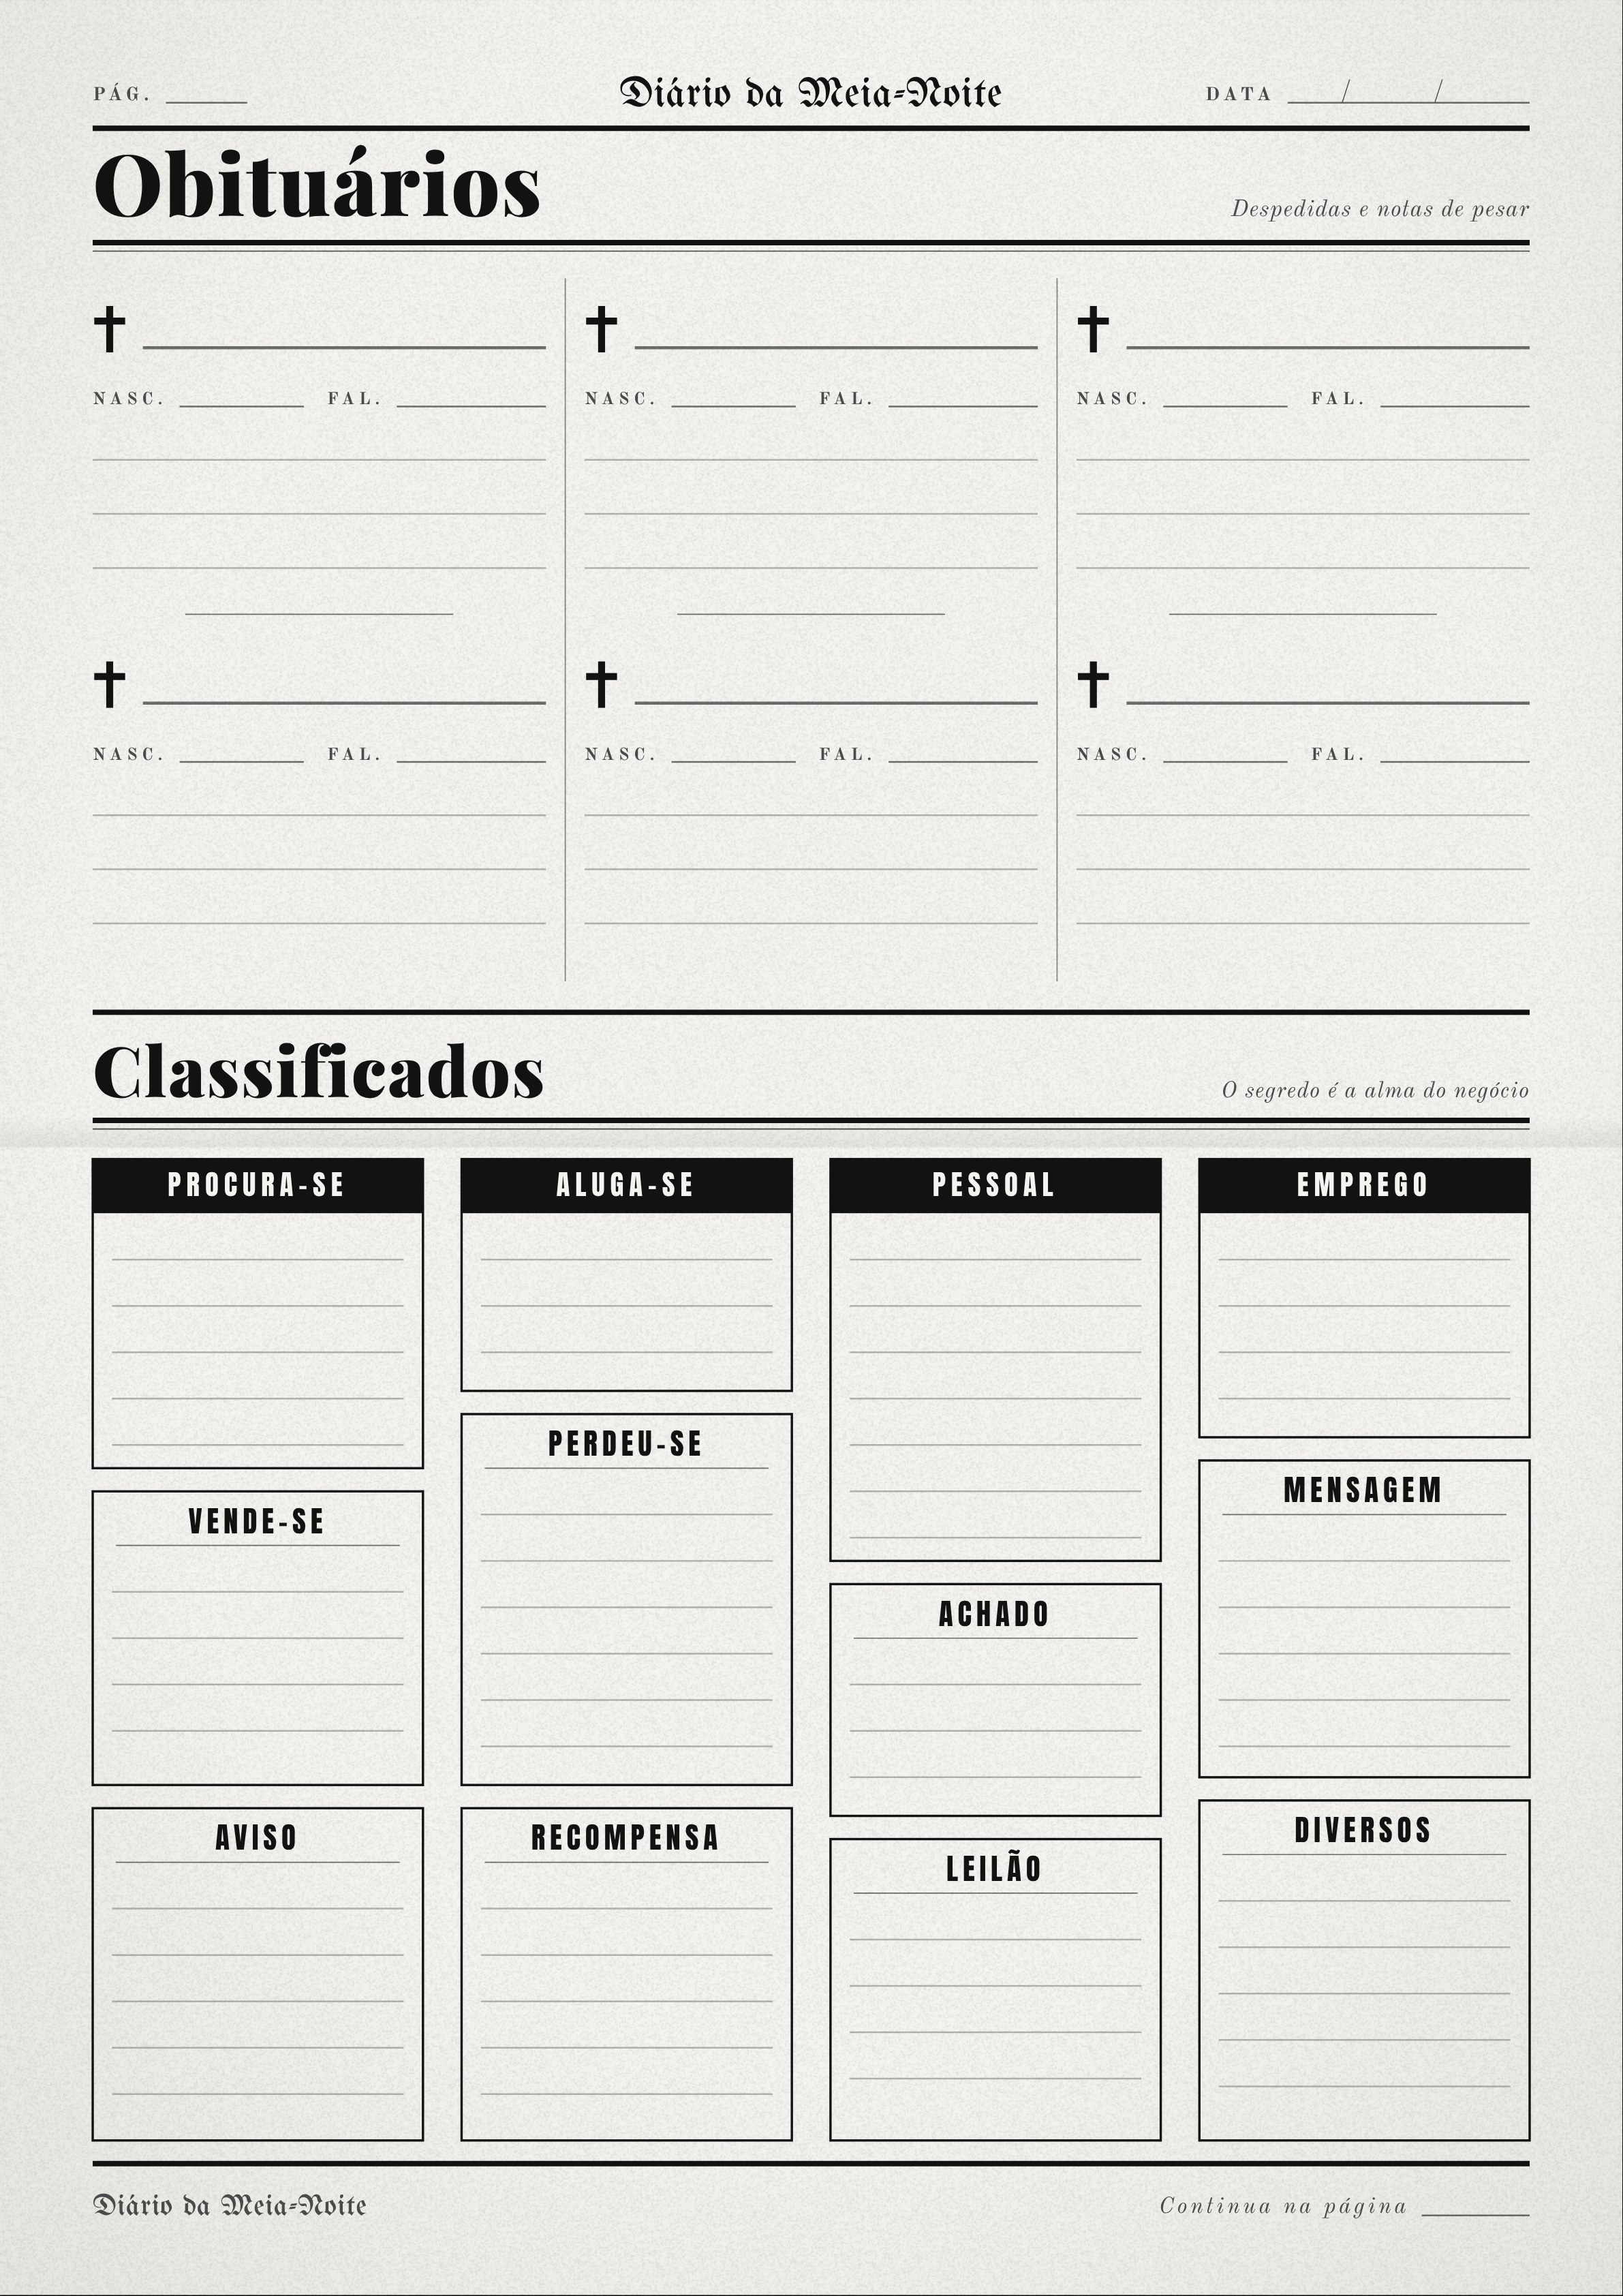 PÁG.
Diário da Meia-Noite
DATA / /
Obituários
Despedidas e notas de pesar
✝ ✝ ✝
NASC. FAL. NASC. FAL. NASC. FAL.
✝ ✝ ✝
NASC. FAL. NASC. FAL. NASC. FAL.
Classificados
O segredo é a alma do negócio
PROCURA-SE
VENDE-SE
AVISO
ALUGA-SE
PERDEU-SE
RECOMPENSA
PESSOAL
ACHADO
LEILÃO
EMPREGO
MENSAGEM
DIVERSOS
Diário da Meia-Noite
Continua na página